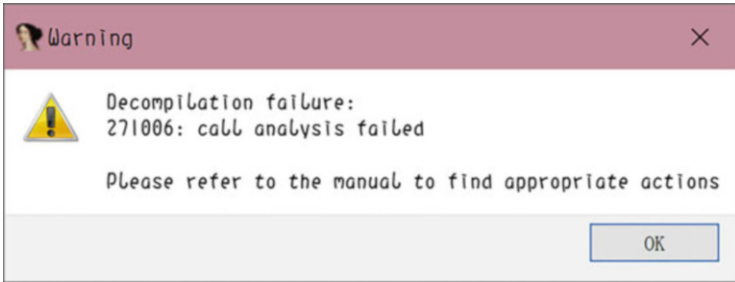 Warning
Decompilation failure:
271006: call analysis failed
Please refer to the manual to find appropriate actions
OK